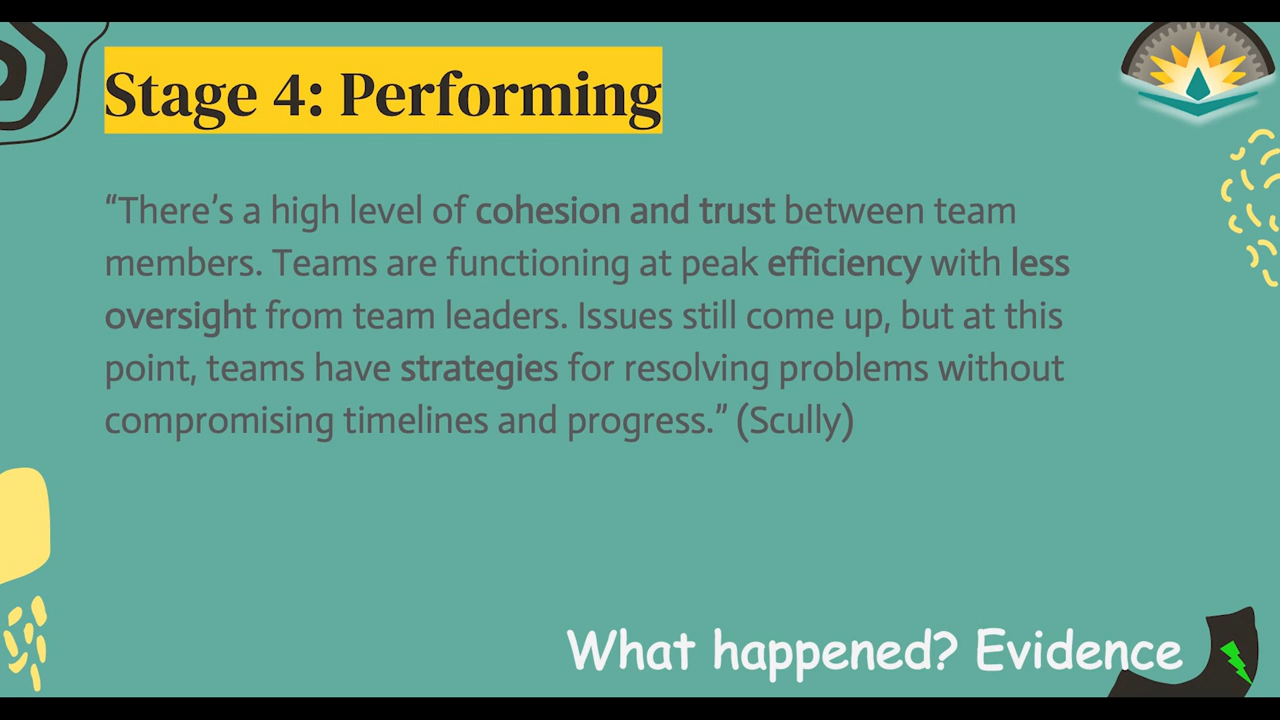 Stage 4: Performing
“There’s a high level of cohesion and trust between team
members. Teams are functioning at peak efficiency with less
oversight from team leaders. Issues still come up, but at this
point, teams have strategies for resolving problems without
compromising timelines and progress.” (Scully)
What happened? Evidence